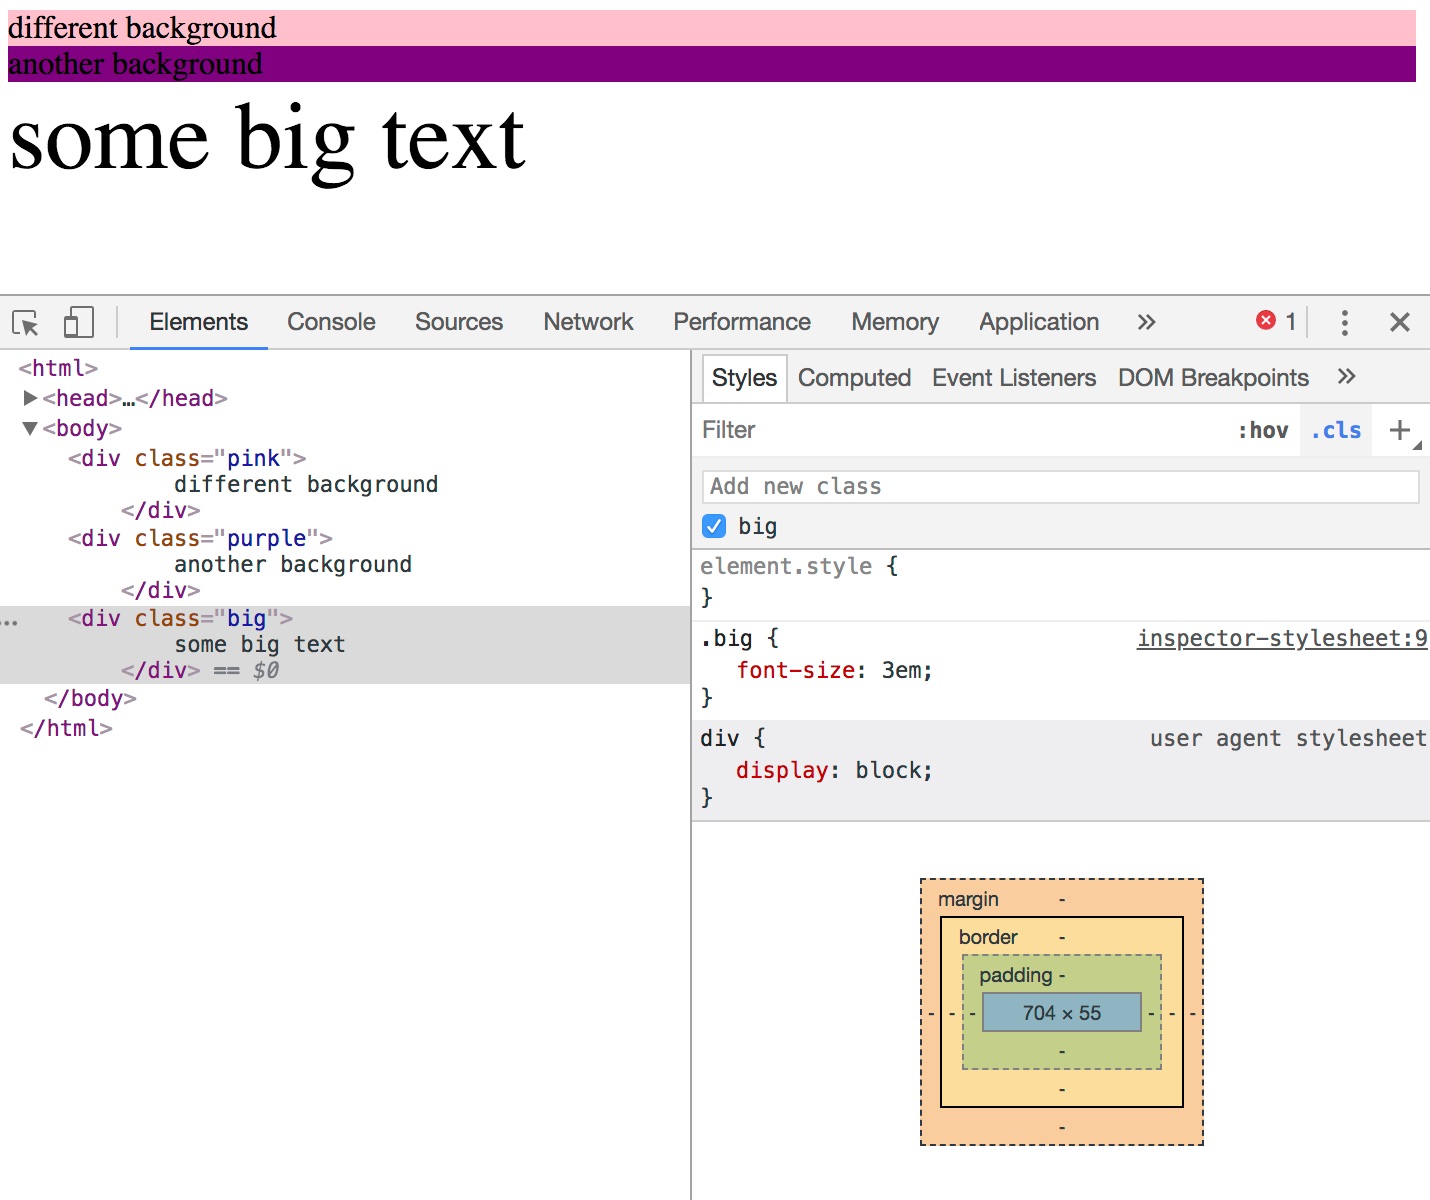 different background
another background
some big text
Elements Console Sources Network Performance Memory Application » 1
<html>
<head>…</head>
<body>
<div class="pink">
different background
</div>
<div class="purple">
another background
</div>
… <div class="big">
some big text
</div> == $0
</body>
</html>
Styles Computed Event Listeners DOM Breakpoints »
Filter :hov .cls +
Add new class
big
element.style {
}
.big { inspector-stylesheet:9
font-size: 3em;
}
div { user agent stylesheet
display: block;
}
margin -
border -
padding -
- - - 704 × 55 - - -
-
-
-